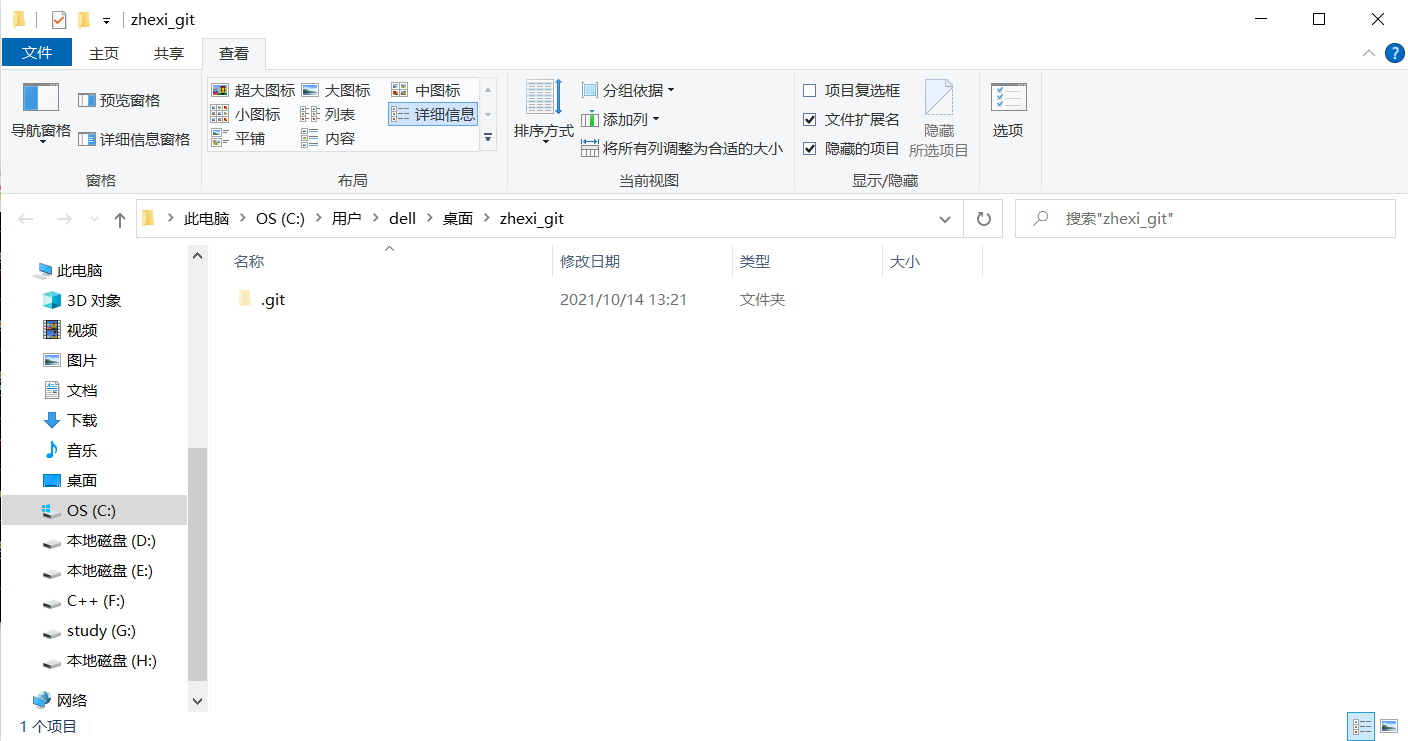 zhexi_git
文件 主页 共享 查看
导航窗格 预览窗格 详细信息窗格
窗格
超大图标 大图标 中图标
小图标 列表 详细信息
平铺 内容
布局
排序方式 分组依据
添加列
将所有列调整为合适的大小
当前视图
项目复选框
文件扩展名
隐藏的项目
隐藏
所选项目
显示/隐藏
选项
此电脑 OS (C:) 用户 dell 桌面 zhexi_git
搜索"zhexi_git"
名称 修改日期 类型 大小
.git 2021/10/14 13:21 文件夹
此电脑
3D 对象
视频
图片
文档
下载
音乐
桌面
OS (C:)
本地磁盘 (D:)
本地磁盘 (E:)
C++ (F:)
study (G:)
本地磁盘 (H:)
网络
1 个项目